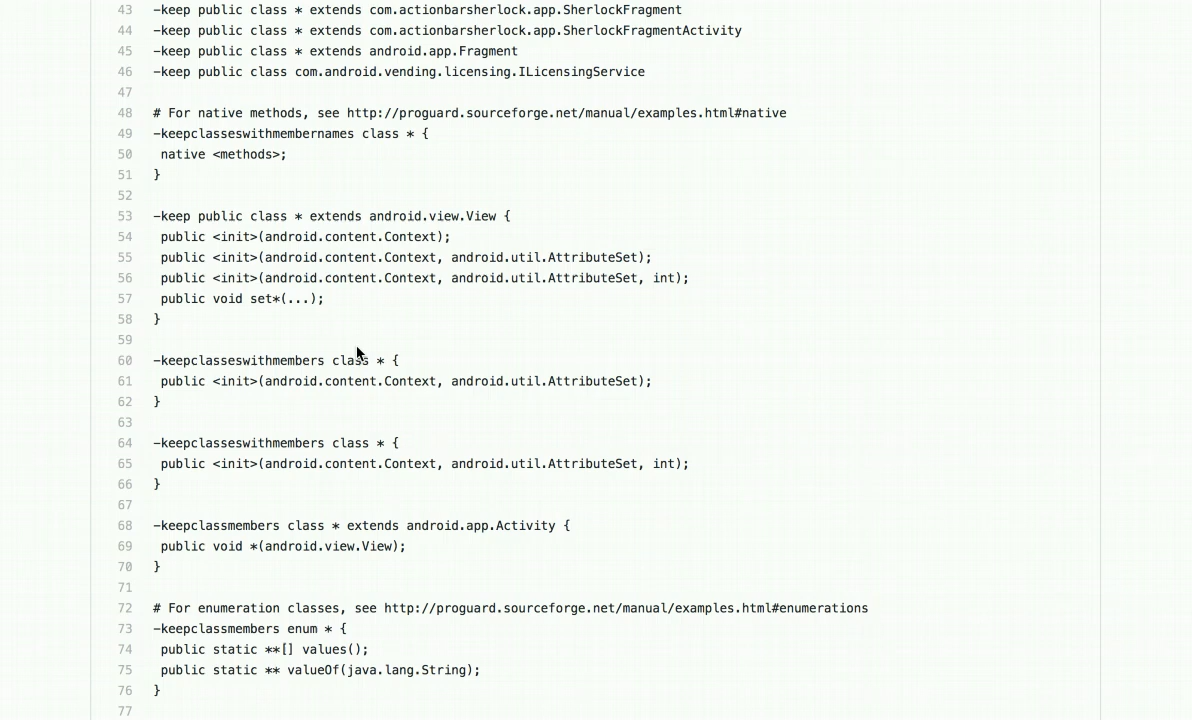 43 -keep public class * extends com.actionbarsherlock.app.SherlockFragment
44 -keep public class * extends com.actionbarsherlock.app.SherlockFragmentActivity
45 -keep public class * extends android.app.Fragment
46 -keep public class com.android.vending.licensing.ILicensingService
47
48 # For native methods, see http://proguard.sourceforge.net/manual/examples.html#native
49 -keepclasseswithmembernames class * {
50  native <methods>;
51 }
52
53 -keep public class * extends android.view.View {
54  public <init>(android.content.Context);
55  public <init>(android.content.Context, android.util.AttributeSet);
56  public <init>(android.content.Context, android.util.AttributeSet, int);
57  public void set*(...);
58 }
59
60 -keepclasseswithmembers class * {
61  public <init>(android.content.Context, android.util.AttributeSet);
62 }
63
64 -keepclasseswithmembers class * {
65  public <init>(android.content.Context, android.util.AttributeSet, int);
66 }
67
68 -keepclassmembers class * extends android.app.Activity {
69  public void *(android.view.View);
70 }
71
72 # For enumeration classes, see http://proguard.sourceforge.net/manual/examples.html#enumerations
73 -keepclassmembers enum * {
74  public static **[] values();
75  public static ** valueOf(java.lang.String);
76 }
77